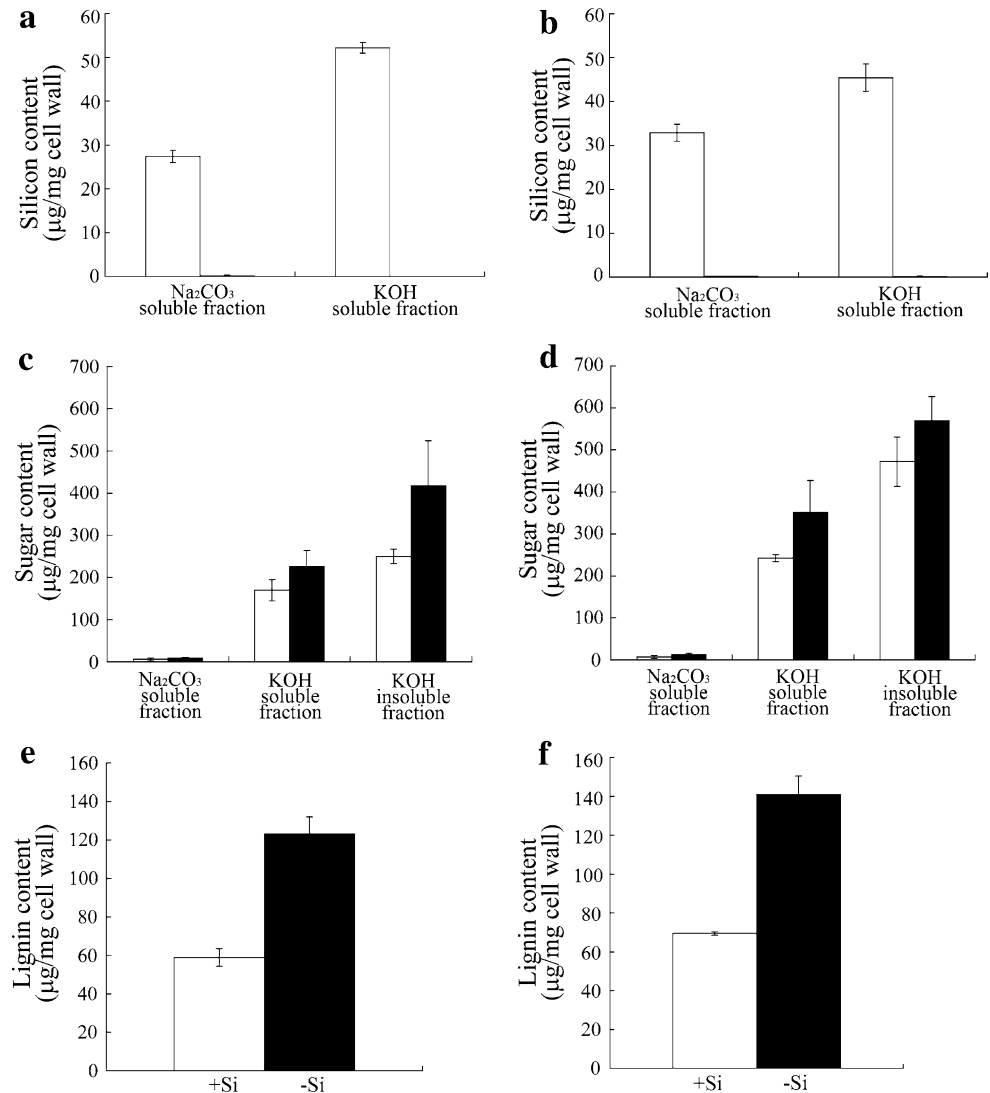 a
Silicon content
(µg/mg cell wall)
60
50
40
30
20
10
0
Na₂CO₃
soluble fraction
KOH
soluble fraction
b
Silicon content
(µg/mg cell wall)
60
50
40
30
20
10
0
Na₂CO₃
soluble fraction
KOH
soluble fraction
c
Sugar content
(µg/mg cell wall)
700
600
500
400
300
200
100
0
Na₂CO₃
soluble
fraction
KOH
soluble
fraction
KOH
insoluble
fraction
d
Sugar content
(µg/mg cell wall)
700
600
500
400
300
200
100
0
Na₂CO₃
soluble
fraction
KOH
soluble
fraction
KOH
insoluble
fraction
e
Lignin content
(µg/mg cell wall)
160
140
120
100
80
60
40
20
0
+Si
-Si
f
Lignin content
(µg/mg cell wall)
160
140
120
100
80
60
40
20
0
+Si
-Si